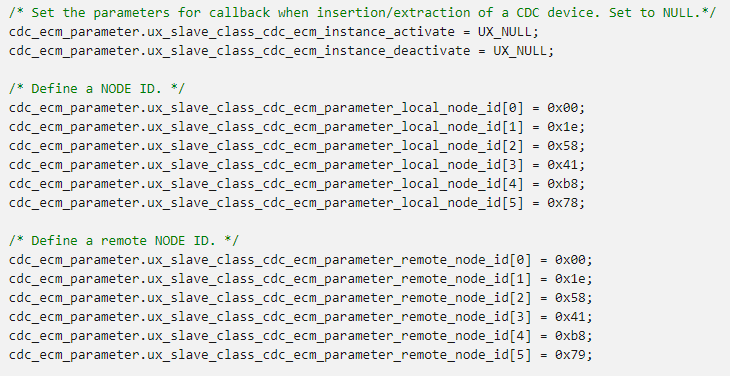 /* Set the parameters for callback when insertion/extraction of a CDC device. Set to NULL.*/
cdc_ecm_parameter.ux_slave_class_cdc_ecm_instance_activate = UX_NULL;
cdc_ecm_parameter.ux_slave_class_cdc_ecm_instance_deactivate = UX_NULL;
/* Define a NODE ID. */
cdc_ecm_parameter.ux_slave_class_cdc_ecm_parameter_local_node_id[0] = 0x00;
cdc_ecm_parameter.ux_slave_class_cdc_ecm_parameter_local_node_id[1] = 0x1e;
cdc_ecm_parameter.ux_slave_class_cdc_ecm_parameter_local_node_id[2] = 0x58;
cdc_ecm_parameter.ux_slave_class_cdc_ecm_parameter_local_node_id[3] = 0x41;
cdc_ecm_parameter.ux_slave_class_cdc_ecm_parameter_local_node_id[4] = 0xb8;
cdc_ecm_parameter.ux_slave_class_cdc_ecm_parameter_local_node_id[5] = 0x78;
/* Define a remote NODE ID. */
cdc_ecm_parameter.ux_slave_class_cdc_ecm_parameter_remote_node_id[0] = 0x00;
cdc_ecm_parameter.ux_slave_class_cdc_ecm_parameter_remote_node_id[1] = 0x1e;
cdc_ecm_parameter.ux_slave_class_cdc_ecm_parameter_remote_node_id[2] = 0x58;
cdc_ecm_parameter.ux_slave_class_cdc_ecm_parameter_remote_node_id[3] = 0x41;
cdc_ecm_parameter.ux_slave_class_cdc_ecm_parameter_remote_node_id[4] = 0xb8;
cdc_ecm_parameter.ux_slave_class_cdc_ecm_parameter_remote_node_id[5] = 0x79;